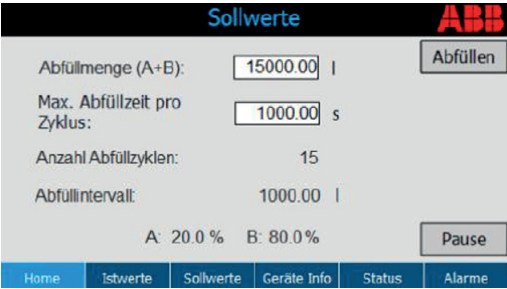 Sollwerte
ABB
Abfüllmenge (A+B): 15000.00 l
Abfüllen
Max. Abfüllzeit pro
Zyklus: 1000.00 s
Anzahl Abfüllzyklen: 15
Abfüllintervall: 1000.00 l
A: 20.0 % B: 80.0 %
Pause
Home Istwerte Sollwerte Geräte Info Status Alarme